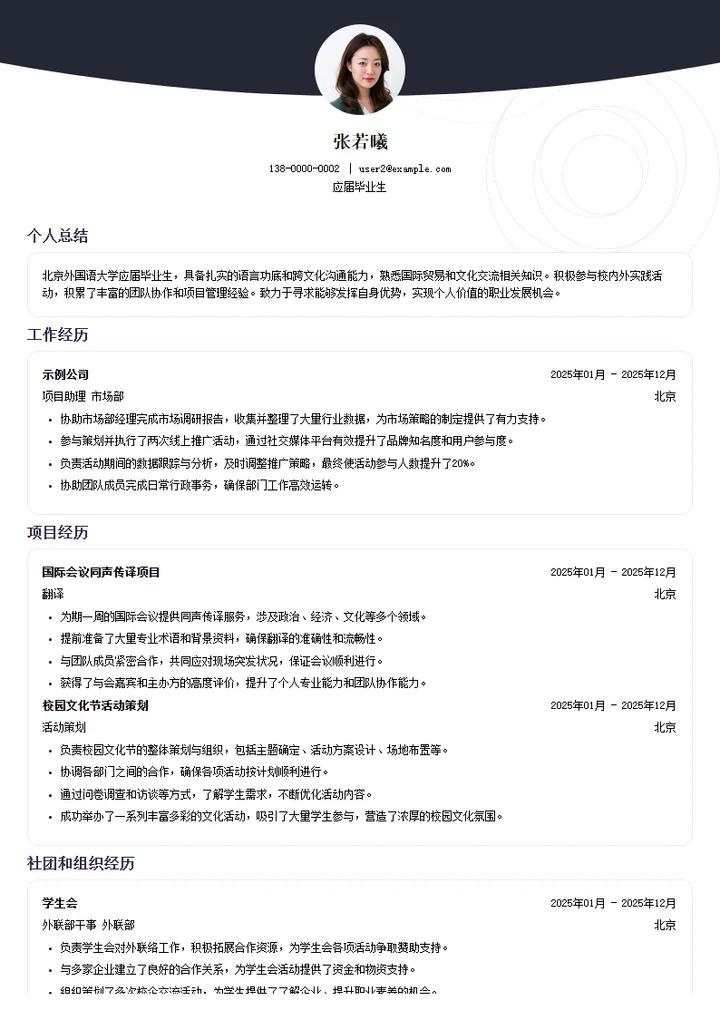 张若曦
138-0000-0002 | user2@example.com
应届毕业生
个人总结
北京外国语大学应届毕业生，具备扎实的语言功底和跨文化沟通能力，熟悉国际贸易和文化交流相关知识。积极参与校内外实践活
动，积累了丰富的团队协作和项目管理经验。致力于寻求能够发挥自身优势，实现个人价值的职业发展机会。
工作经历
示例公司 2025年01月 - 2025年12月
项目助理 市场部 北京
• 协助市场部经理完成市场调研报告，收集并整理了大量行业数据，为市场策略的制定提供了有力支持。
• 参与策划并执行了两次线上推广活动，通过社交媒体平台有效提升了品牌知名度和用户参与度。
• 负责活动期间的数据跟踪与分析，及时调整推广策略，最终使活动参与人数提升了20%。
• 协助团队成员完成日常行政事务，确保部门工作高效运转。
项目经历
国际会议同声传译项目 2025年01月 - 2025年12月
翻译 北京
• 为期一周的国际会议提供同声传译服务，涉及政治、经济、文化等多个领域。
• 提前准备了大量专业术语和背景资料，确保翻译的准确性和流畅性。
• 与团队成员紧密合作，共同应对现场突发状况，保证会议顺利进行。
• 获得了与会嘉宾和主办方的高度评价，提升了个人专业能力和团队协作能力。
校园文化节活动策划 2025年01月 - 2025年12月
活动策划 北京
• 负责校园文化节的整体策划与组织，包括主题确定、活动方案设计、场地布置等。
• 协调各部门之间的合作，确保各项活动按计划顺利进行。
• 通过问卷调查和访谈等方式，了解学生需求，不断优化活动内容。
• 成功举办了一系列丰富多彩的文化活动，吸引了大量学生参与，营造了浓厚的校园文化氛围。
社团和组织经历
学生会 2025年01月 - 2025年12月
外联部干事 外联部 北京
• 负责学生会对外联络工作，积极拓展合作资源，为学生会各项活动争取赞助支持。
• 与多家企业建立了良好的合作关系，为学生会活动提供了资金和物资支持。
• 组织策划了多次校企交流活动，为学生提供了了解企业、提升职业素养的机会。